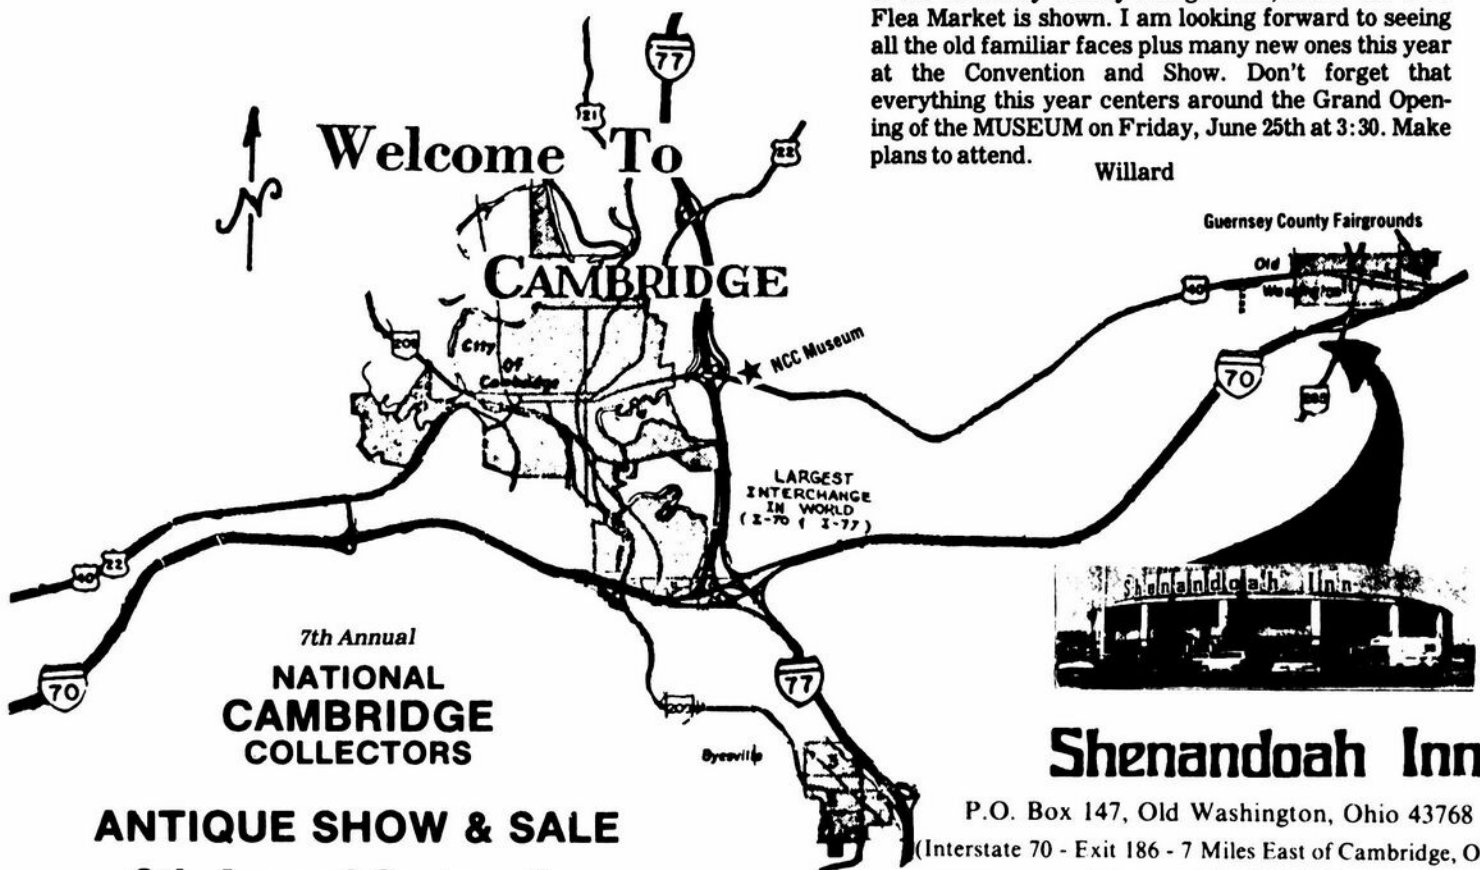 Flea Market is shown. I am looking forward to seeing
all the old familiar faces plus many new ones this year
at the Convention and Show. Don't forget that
everything this year centers around the Grand Open-
ing of the MUSEUM on Friday, June 25th at 3:30. Make
plans to attend.
Willard
77
21
22
N
Welcome To
CAMBRIDGE
Guernsey County Fairgrounds
Old
Washington
40
209
City
Of
Cambridge
NCC Museum
70
285
LARGEST
INTERCHANGE
IN WORLD
(I-70 & I-77)
40
22
70
77
209
Byesville
Shenandoah Inn
7th Annual
NATIONAL
CAMBRIDGE
COLLECTORS
ANTIQUE SHOW & SALE
Shenandoah Inn
P.O. Box 147, Old Washington, Ohio 43768
(Interstate 70 - Exit 186 - 7 Miles East of Cambridge, O